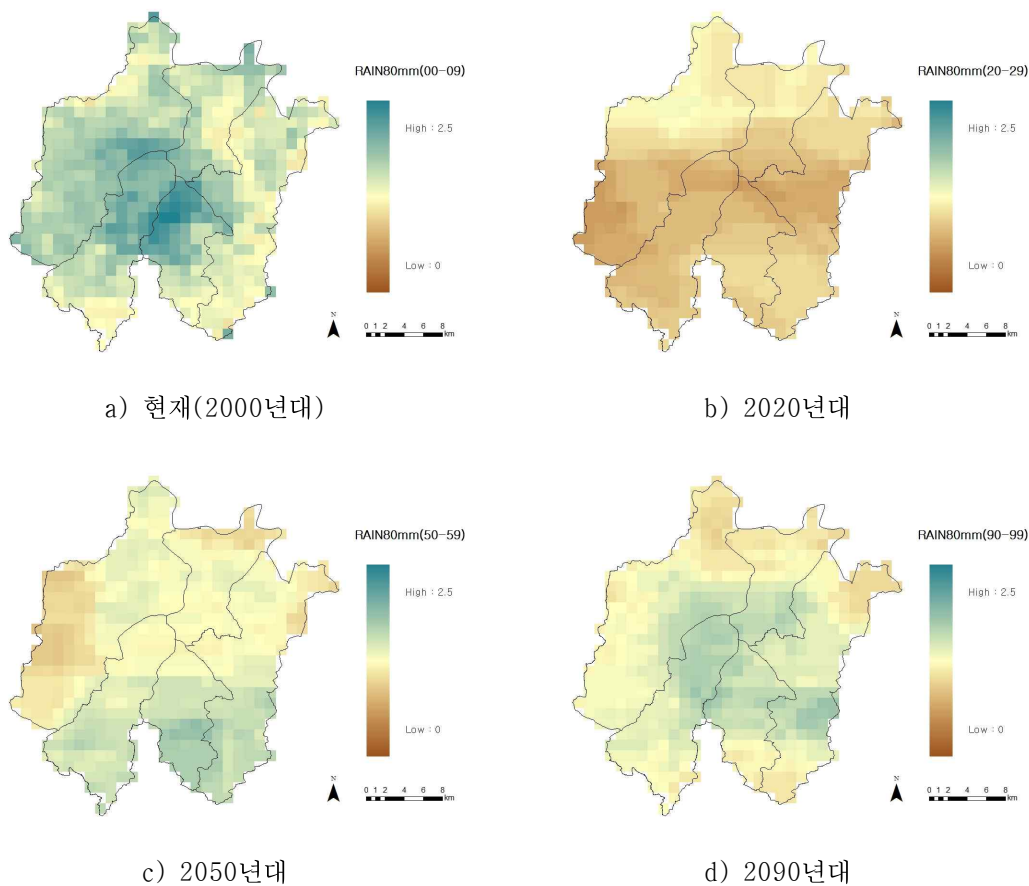 RAIN80mm(00-09)
High : 2.5
Low : 0
N
0 1 2 4 6 8
km
a) 현재(2000년대)
RAIN80mm(20-29)
High : 2.5
Low : 0
N
0 1 2 4 6 8
km
b) 2020년대
RAIN80mm(50-59)
High : 2.5
Low : 0
N
0 1 2 4 6 8
km
c) 2050년대
RAIN80mm(90-99)
High : 2.5
Low : 0
N
0 1 2 4 6 8
km
d) 2090년대